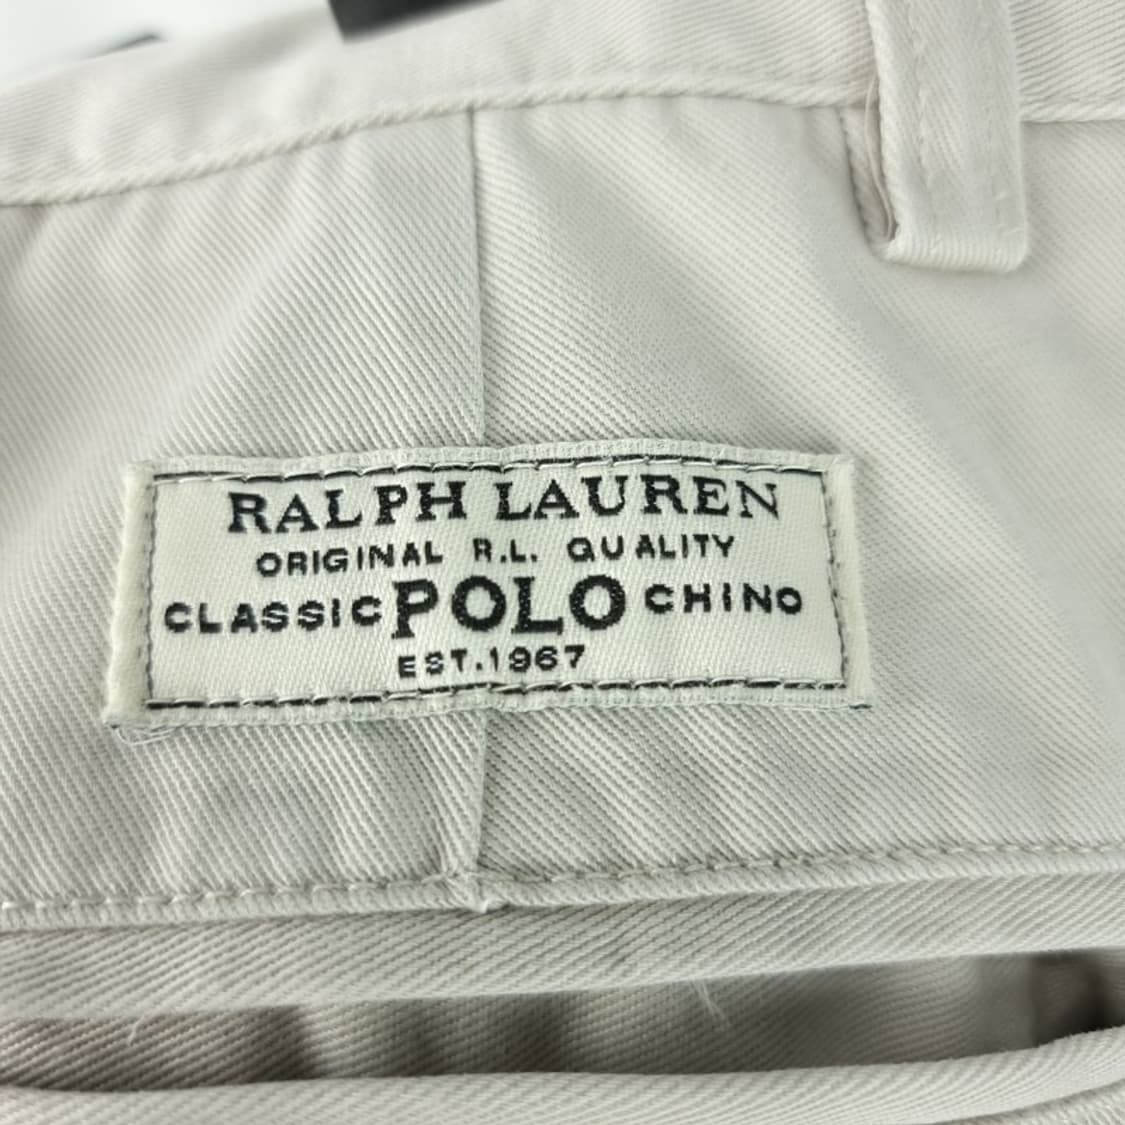 RALPH LAUREN
ORIGINAL R.L. QUALITY
CLASSIC POLO CHINO
EST.1967